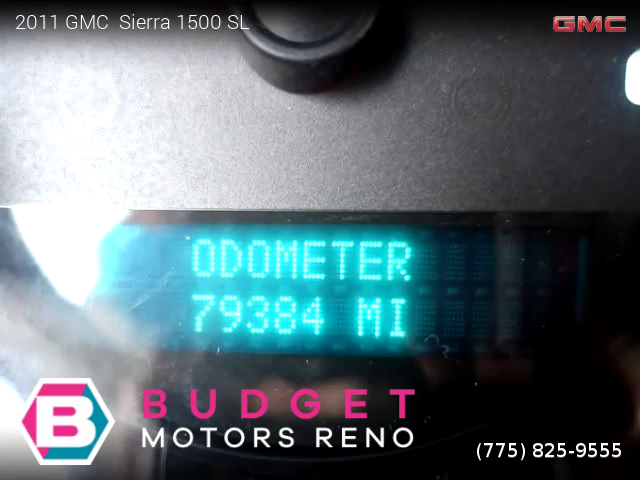 2011 GMC Sierra 1500 SL
GMC
ODOMETER
79384 MI
B
BUDGET
MOTORS RENO
(775) 825-9555